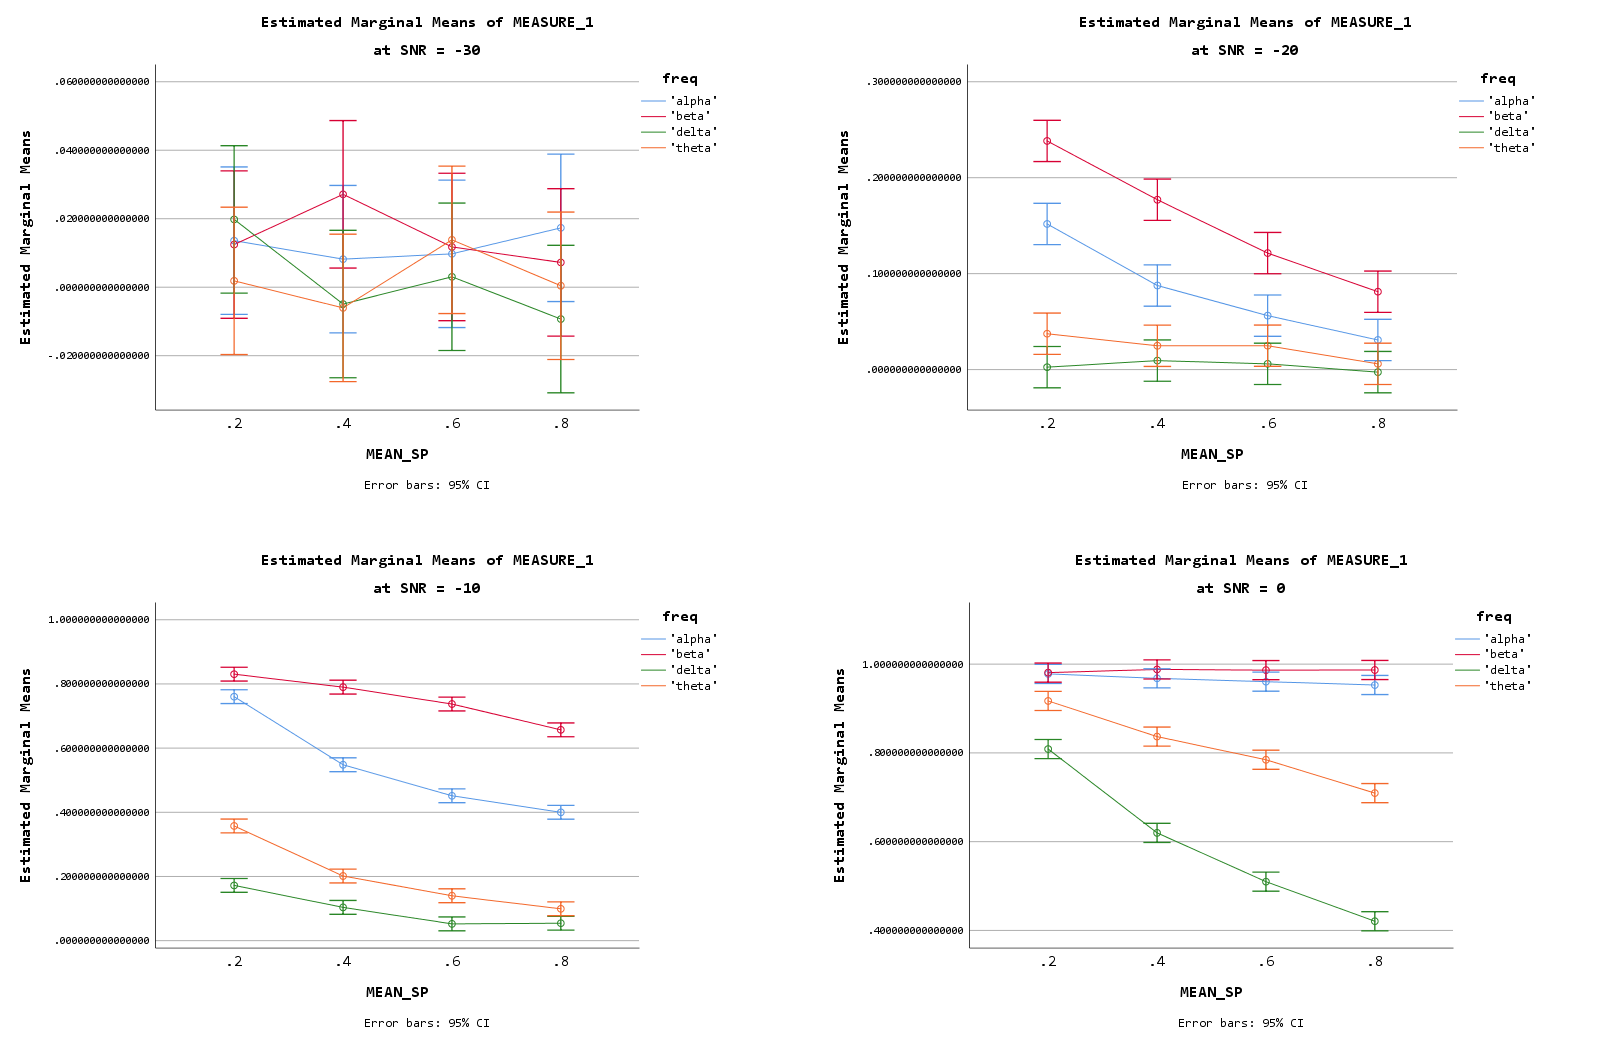 Estimated Marginal Means of MEASURE_1
at SNR = -30
Estimated Marginal Means
.060000000000000
.040000000000000
.020000000000000
.000000000000000
-.020000000000000
.2 .4 .6 .8
MEAN_SP
Error bars: 95% CI
freq
'alpha'
'beta'
'delta'
'theta'
Estimated Marginal Means of MEASURE_1
at SNR = -20
Estimated Marginal Means
.300000000000000
.200000000000000
.100000000000000
.000000000000000
.2 .4 .6 .8
MEAN_SP
Error bars: 95% CI
freq
'alpha'
'beta'
'delta'
'theta'
Estimated Marginal Means of MEASURE_1
at SNR = -10
Estimated Marginal Means
1.000000000000000
.800000000000000
.600000000000000
.400000000000000
.200000000000000
.000000000000000
.2 .4 .6 .8
MEAN_SP
Error bars: 95% CI
freq
'alpha'
'beta'
'delta'
'theta'
Estimated Marginal Means of MEASURE_1
at SNR = 0
Estimated Marginal Means
1.000000000000000
.800000000000000
.600000000000000
.400000000000000
.2 .4 .6 .8
MEAN_SP
Error bars: 95% CI
freq
'alpha'
'beta'
'delta'
'theta'